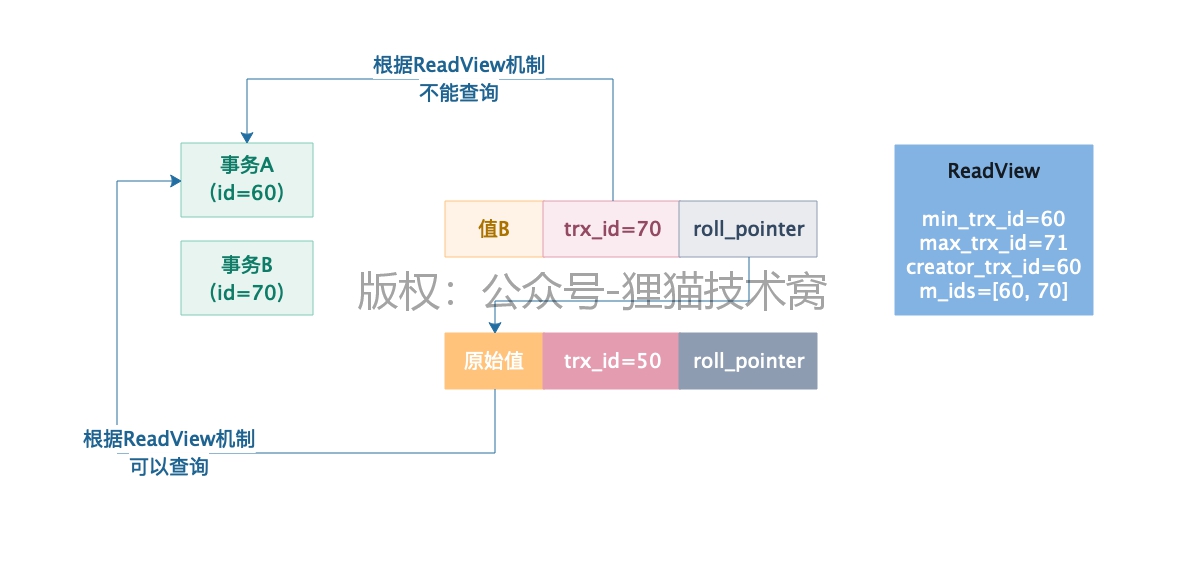 根据ReadView机制
不能查询
事务A
（id=60）
ReadView
min_trx_id=60
max_trx_id=71
creator_trx_id=60
m_ids=[60, 70]
值B
trx_id=70
roll_pointer
事务B
（id=70）
版权：公众号-狸猫技术窝
原始值
trx_id=50
roll_pointer
根据ReadView机制
可以查询